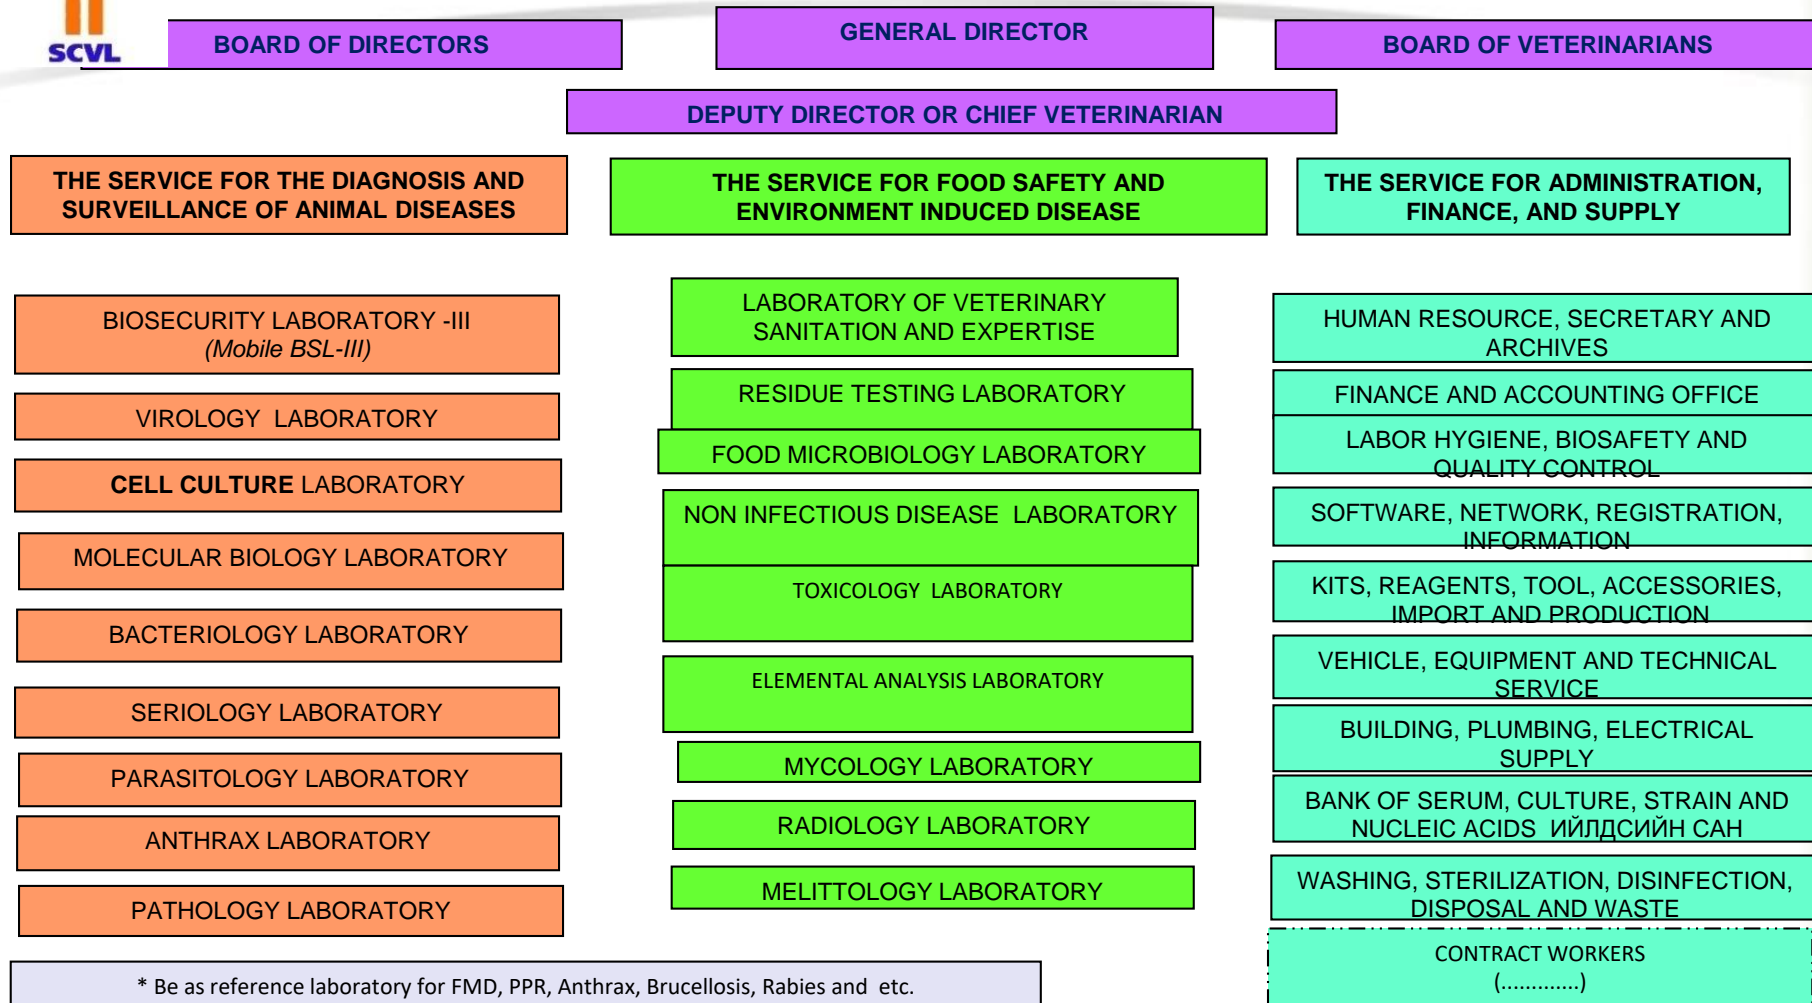 SCVL
BOARD OF DIRECTORS
GENERAL DIRECTOR
BOARD OF VETERINARIANS
DEPUTY DIRECTOR OR CHIEF VETERINARIAN
THE SERVICE FOR THE DIAGNOSIS AND
SURVEILLANCE OF ANIMAL DISEASES
BIOSECURITY LABORATORY -III
(Mobile BSL-III)
VIROLOGY LABORATORY
CELL CULTURE LABORATORY
MOLECULAR BIOLOGY LABORATORY
BACTERIOLOGY LABORATORY
SERIOLOGY LABORATORY
PARASITOLOGY LABORATORY
ANTHRAX LABORATORY
PATHOLOGY LABORATORY
THE SERVICE FOR FOOD SAFETY AND
ENVIRONMENT INDUCED DISEASE
LABORATORY OF VETERINARY
SANITATION AND EXPERTISE
RESIDUE TESTING LABORATORY
FOOD MICROBIOLOGY LABORATORY
NON INFECTIOUS DISEASE LABORATORY
TOXICOLOGY LABORATORY
ELEMENTAL ANALYSIS LABORATORY
MYCOLOGY LABORATORY
RADIOLOGY LABORATORY
MELITTOLOGY LABORATORY
THE SERVICE FOR ADMINISTRATION,
FINANCE, AND SUPPLY
HUMAN RESOURCE, SECRETARY AND
ARCHIVES
FINANCE AND ACCOUNTING OFFICE
LABOR HYGIENE, BIOSAFETY AND
QUALITY CONTROL
SOFTWARE, NETWORK, REGISTRATION,
INFORMATION
KITS, REAGENTS, TOOL, ACCESSORIES,
IMPORT AND PRODUCTION
VEHICLE, EQUIPMENT AND TECHNICAL
SERVICE
BUILDING, PLUMBING, ELECTRICAL
SUPPLY
BANK OF SERUM, CULTURE, STRAIN AND
NUCLEIC ACIDS ИЙЛДСИЙН САН
WASHING, STERILIZATION, DISINFECTION,
DISPOSAL AND WASTE
CONTRACT WORKERS
(.............)
* Be as reference laboratory for FMD, PPR, Anthrax, Brucellosis, Rabies and etc.